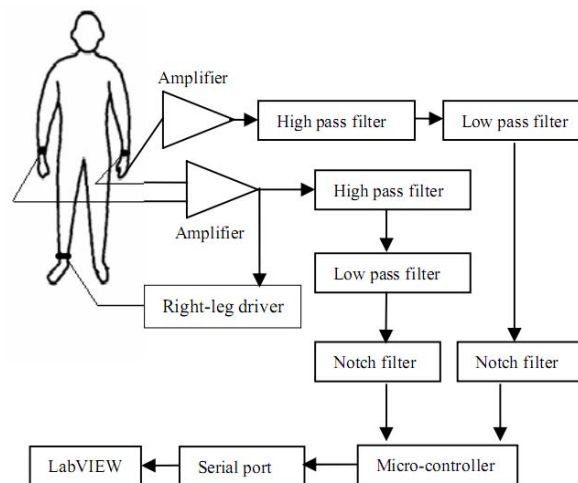 Amplifier
High pass filter
Low pass filter
High pass filter
Amplifier
Low pass filter
Right-leg driver
Notch filter
Notch filter
LabVIEW
Serial port
Micro-controller